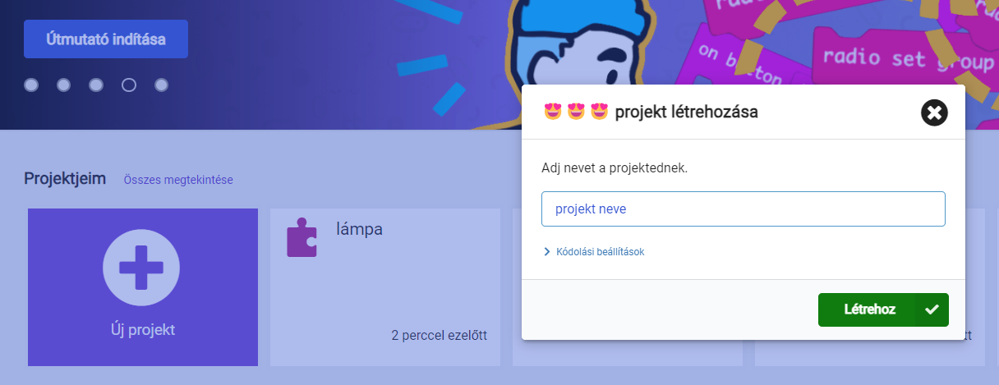 Útmutató indítása
radio
on button
radio set group
😍 😍 😍 projekt létrehozása
Adj nevet a projektednek.
projekt neve
Kódolási beállítások
Létrehoz
Projektjeim Összes megtekintése
lámpa
Új projekt
2 perccel ezelőtt